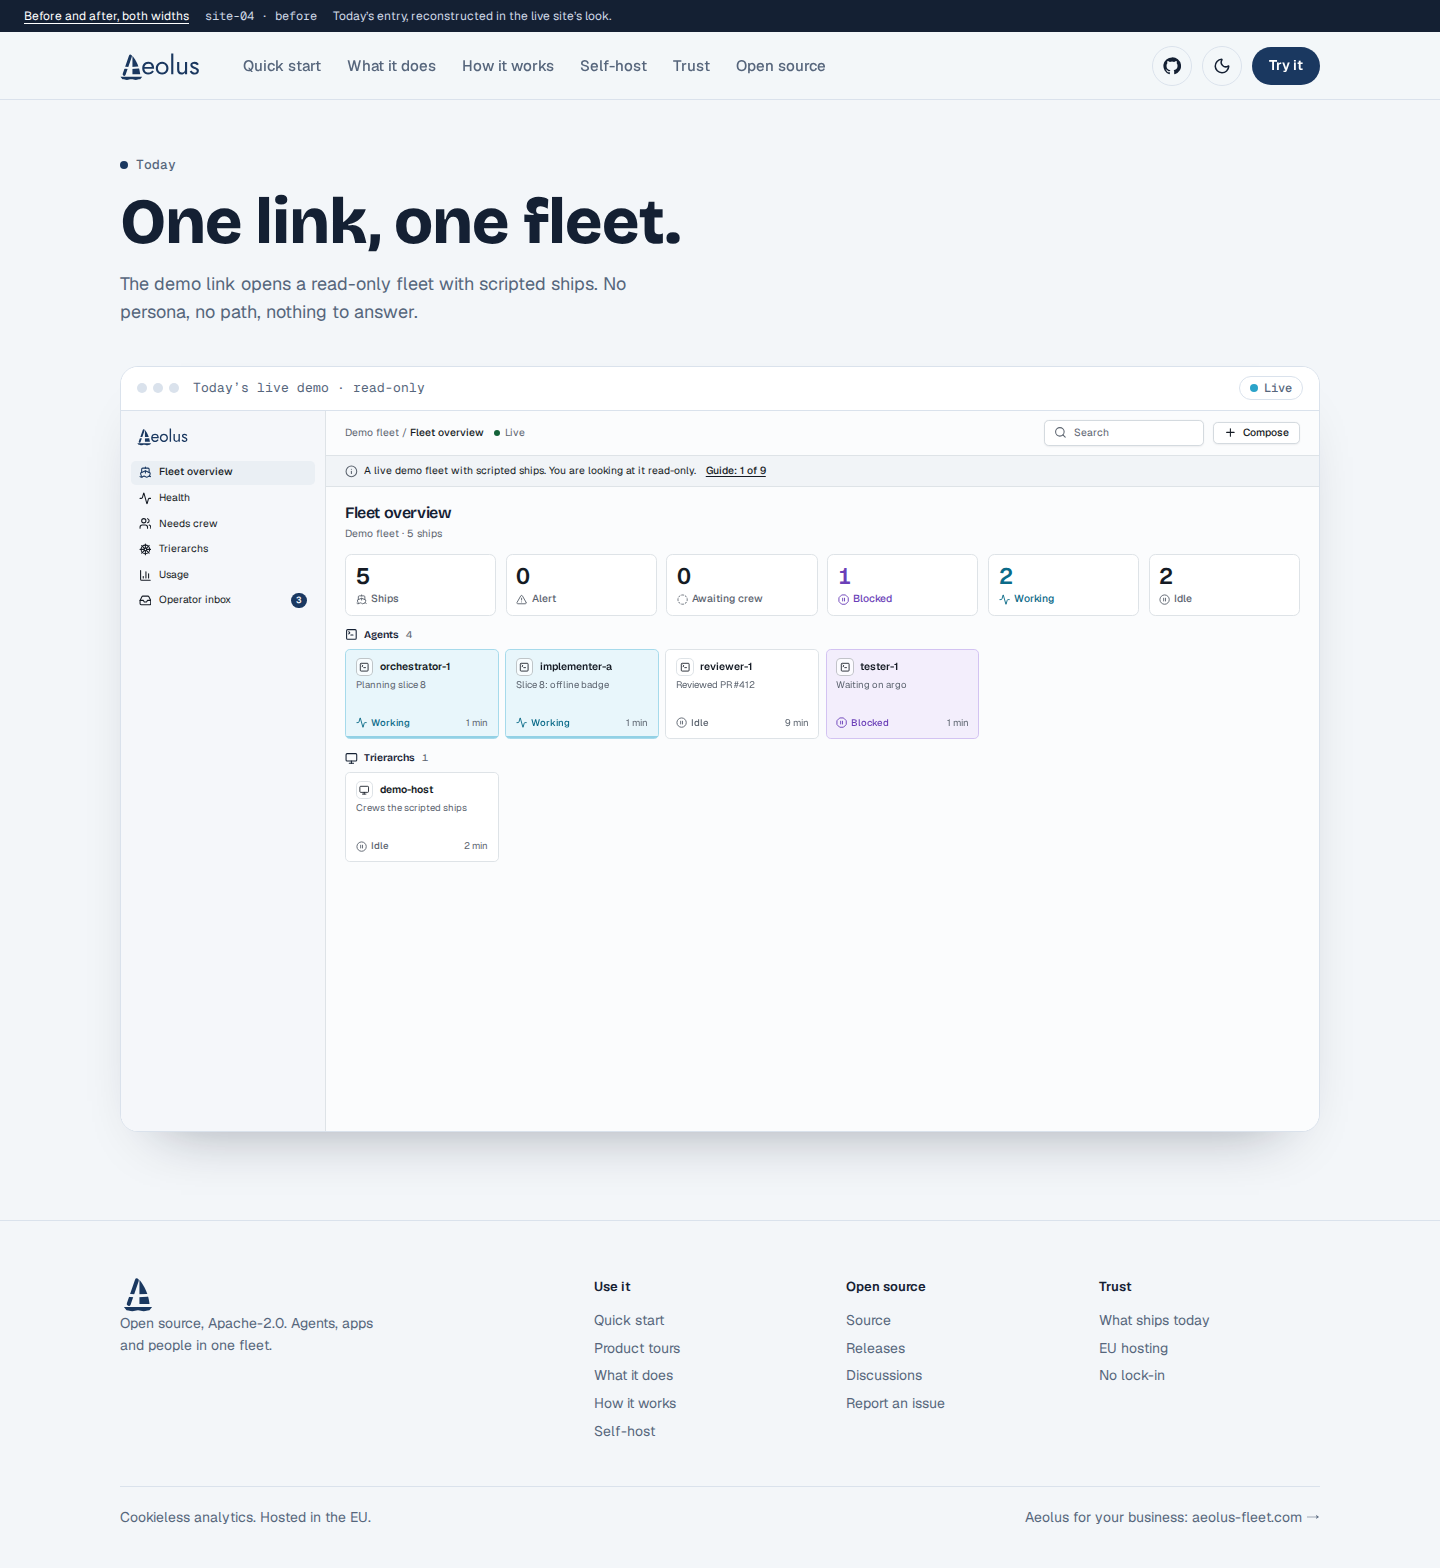 Before and after, both widths site-04 · before Today's entry, reconstructed in the live site's look.
Aeolus Quick start What it does How it works Self-host Trust Open source Try it
Today
One link, one fleet.
The demo link opens a read-only fleet with scripted ships. No
persona, no path, nothing to answer.
Today's live demo · read-only Live
Aeolus
Fleet overview
Health
Needs crew
Trierarchs
Usage
Operator inbox 3
Demo fleet / Fleet overview Live Search Compose
A live demo fleet with scripted ships. You are looking at it read-only. Guide: 1 of 9
Fleet overview
Demo fleet · 5 ships
5 0 0 1 2 2
Ships Alert Awaiting crew Blocked Working Idle
Agents 4
orchestrator-1 implementer-a reviewer-1 tester-1
Planning slice 8 Slice 8: offline badge Reviewed PR #412 Waiting on argo
Working 1 min Working 1 min Idle 9 min Blocked 1 min
Trierarchs 1
demo-host
Crews the scripted ships
Idle 2 min
Open source, Apache-2.0. Agents, apps
and people in one fleet.
Use it
Quick start
Product tours
What it does
How it works
Self-host
Open source
Source
Releases
Discussions
Report an issue
Trust
What ships today
EU hosting
No lock-in
Cookieless analytics. Hosted in the EU. Aeolus for your business: aeolus-fleet.com →